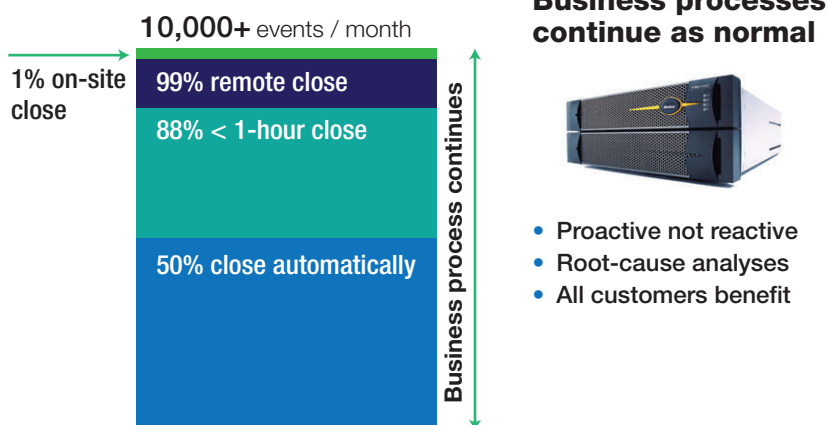 10,000+ events / month
1% on-site
close
99% remote close
88% < 1-hour close
50% close automatically
Business process continues
Business processes
continue as normal
• Proactive not reactive
• Root-cause analyses
• All customers benefit